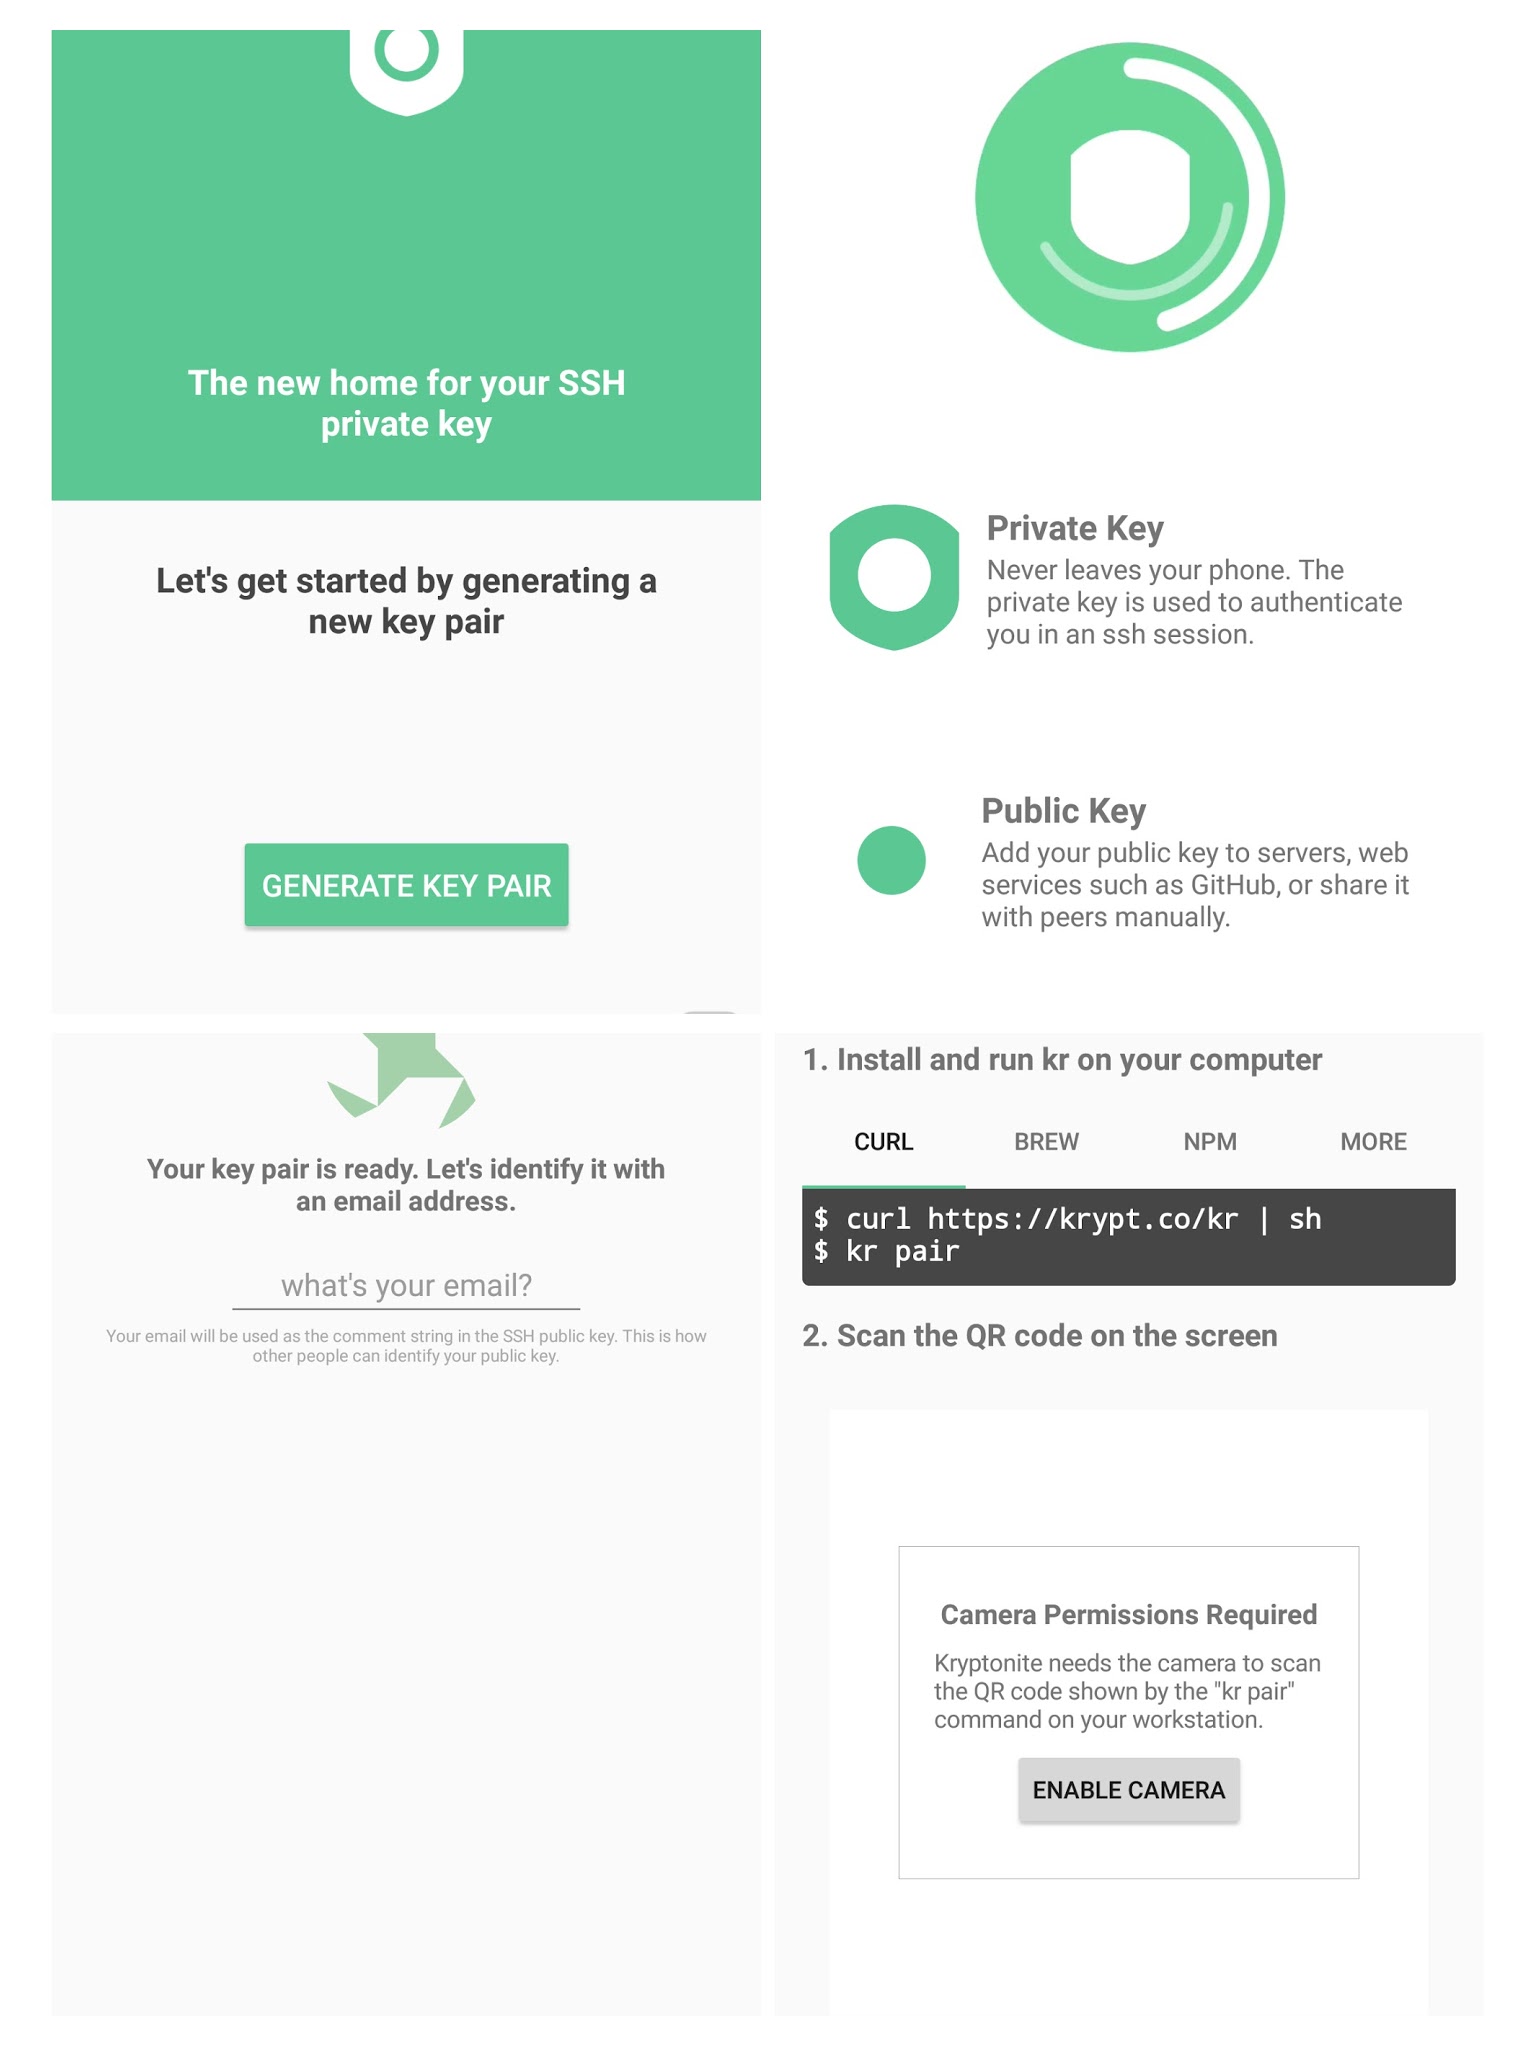 The new home for your SSH
private key
Let's get started by generating a
new key pair
GENERATE KEY PAIR
Private Key
Never leaves your phone. The
private key is used to authenticate
you in an ssh session.
Public Key
Add your public key to servers, web
services such as GitHub, or share it
with peers manually.
Your key pair is ready. Let's identify it with
an email address.
what's your email?
Your email will be used as the comment string in the SSH public key. This is how
other people can identify your public key.
1. Install and run kr on your computer
CURL BREW NPM MORE
$ curl https://krypt.co/kr | sh
$ kr pair
2. Scan the QR code on the screen
Camera Permissions Required
Kryptonite needs the camera to scan
the QR code shown by the "kr pair"
command on your workstation.
ENABLE CAMERA